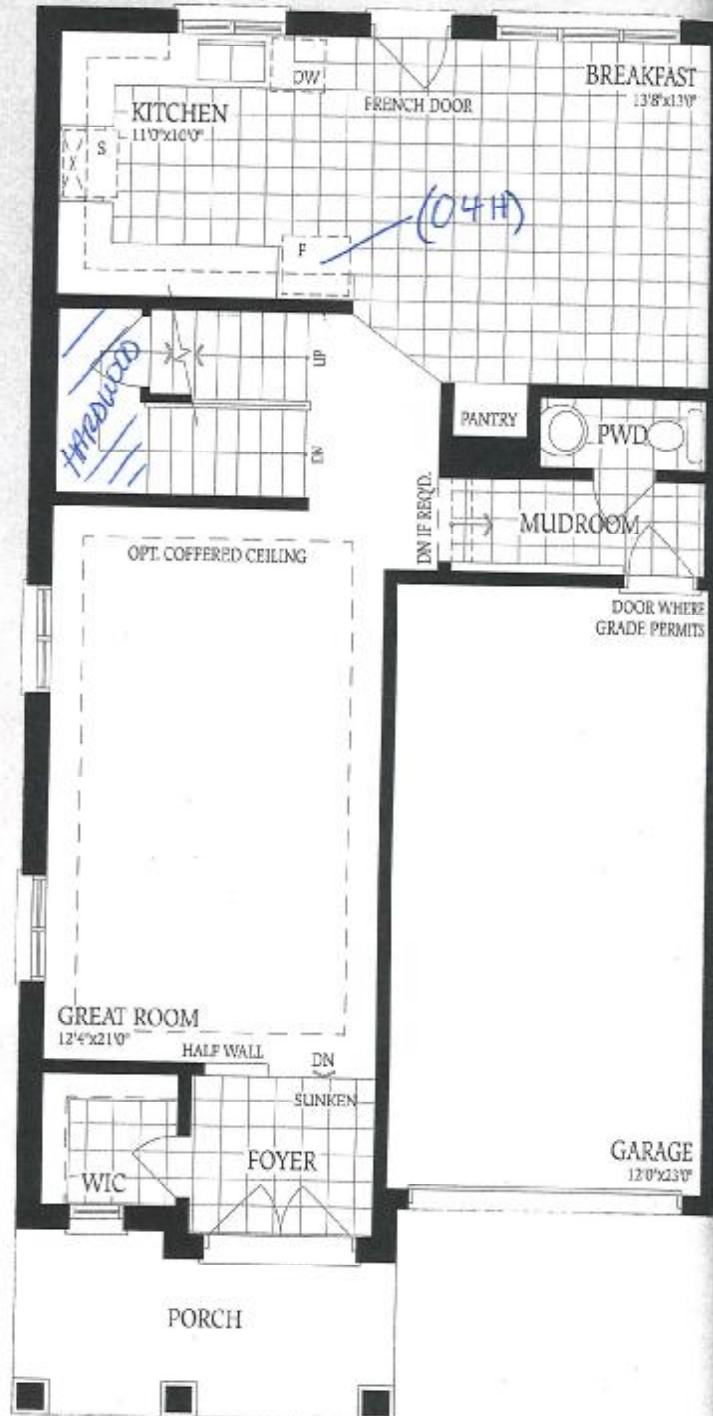 DW
BREAKFAST
13'8"x13'0"
FRENCH DOOR
KITCHEN
11'0"x10'0"
S
(04H)
F
UP
HARDWOOD
DN
PANTRY
PWD
DN IF REQ'D.
MUDROOM
OPT. COFFERED CEILING
DOOR WHERE
GRADE PERMITS
GREAT ROOM
12'4"x21'0"
HALF WALL
DN
SUNKEN
WIC
FOYER
GARAGE
12'0"x23'0"
PORCH